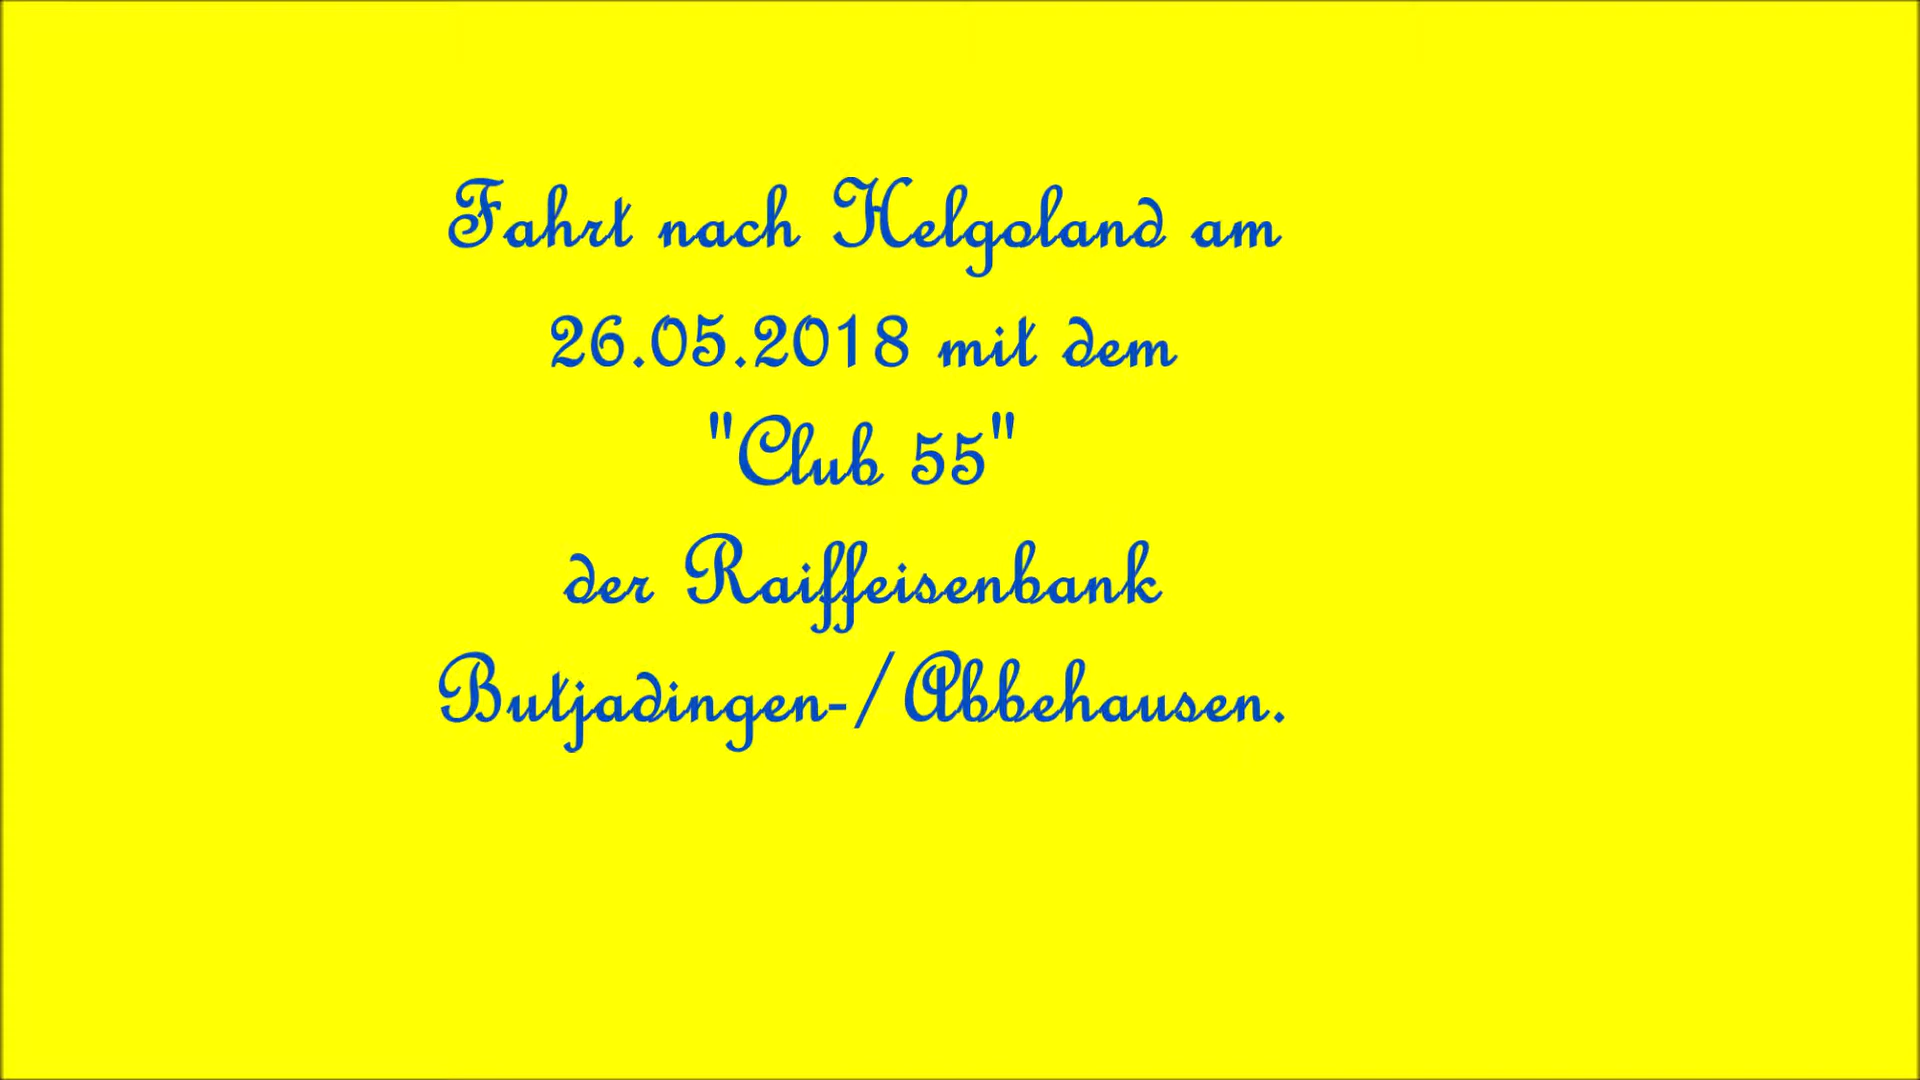 Fahrt nach Helgoland am
26.05.2018 mit dem
"Club 55"
der Raiffeisenbank
Butjadingen-/Abbehausen.